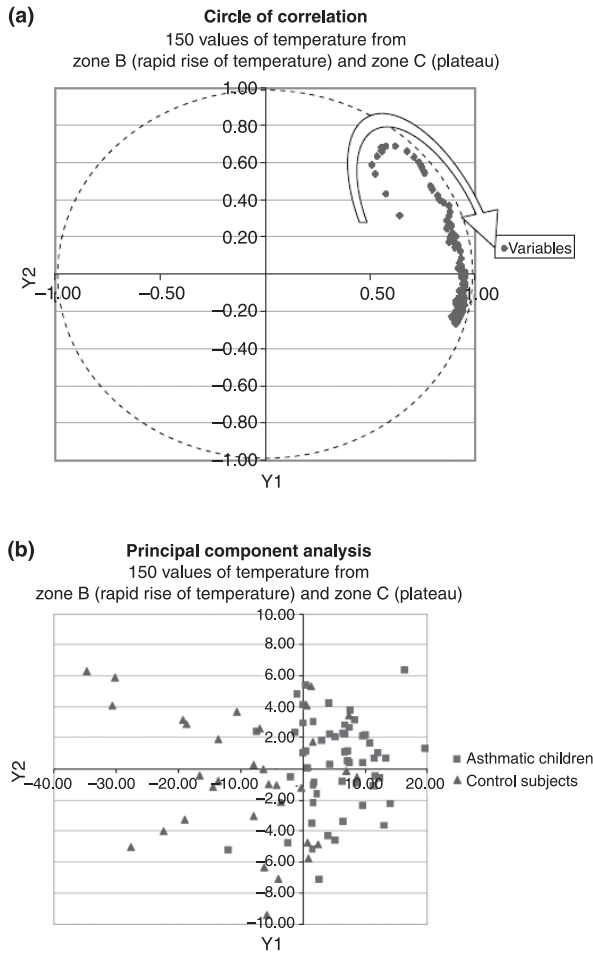 (a)
Circle of correlation
150 values of temperature from
zone B (rapid rise of temperature) and zone C (plateau)
1.00
0.80
0.60
0.40
0.20
Variables
Y2
–1.00 –0.50 0.50 1.00
–0.20
–0.40
–0.60
–0.80
–1.00
Y1
(b)
Principal component analysis
150 values of temperature from
zone B (rapid rise of temperature) and zone C (plateau)
10.00
8.00
6.00
4.00
2.00
Asthmatic children
Y2
–40.00 –30.00 –20.00 –10.00 10.00 20.00
Control subjects
–2.00
–4.00
–6.00
–8.00
–10.00
Y1